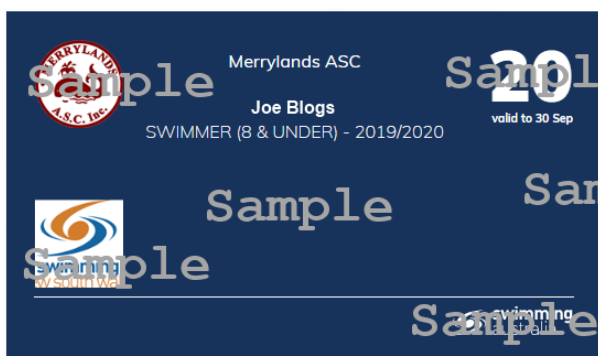 MERRYLANDS
A.S.C. Inc.
Merrylands ASC
20
valid to 30 Sep
Joe Blogs
SWIMMER (8 & UNDER) - 2019/2020
Sample
Sample
Sample
Sample
Sample
swimming
Sample
swimming
australia